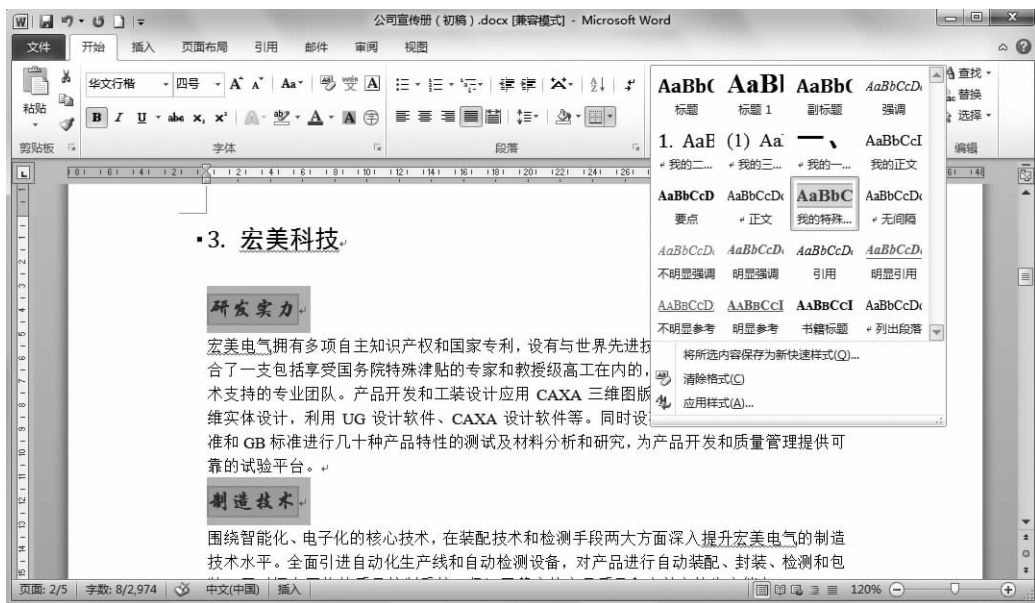 公司宣传册（初稿）.docx [兼容模式] - Microsoft Word
文件 开始 插入 页面布局 引用 邮件 审阅 视图
华文行楷 四号
粘贴
剪贴板 字体 段落
查找
替换
选择
编辑
AaBb( AaBl AaBb( AaBbCcDi
标题 标题 1 副标题 强调
1. AaE (1) Aa 一、 AaBbCcI
我的二... 我的三... 我的一... 我的正文
AaBbCcD AaBbCcDc AaBbC AaBbCcDc
要点 正文 我的特殊... 无间隔
AaBbCcDi AaBbCcDi AaBbCcDi AaBbCcDi
不明显强调 明显强调 引用 明显引用
AABBCCD AABBCCI AABBCCI AaBbCcDc
不明显参考 明显参考 书籍标题 列出段落
将所选内容保存为新快速样式(Q)...
清除格式(C)
应用样式(A)...
3. 宏美科技
研发实力
宏美电气拥有多项自主知识产权和国家专利，设有与世界先进技
合了一支包括享受国务院特殊津贴的专家和教授级高工在内的，
术支持的专业团队。产品开发和工装设计应用 CAXA 三维图版
维实体设计，利用 UG 设计软件、CAXA 设计软件等。同时设
准和 GB 标准进行几十种产品特性的测试及材料分析和研究，为产品开发和质量管理提供可
靠的试验平台。
制造技术
围绕智能化、电子化的核心技术，在装配技术和检测手段两大方面深入提升宏美电气的制造
技术水平。全面引进自动化生产线和自动检测设备，对产品进行自动装配、封装、检测和包
页面: 2/5 字数: 8/2,974 中文(中国) 插入 120%